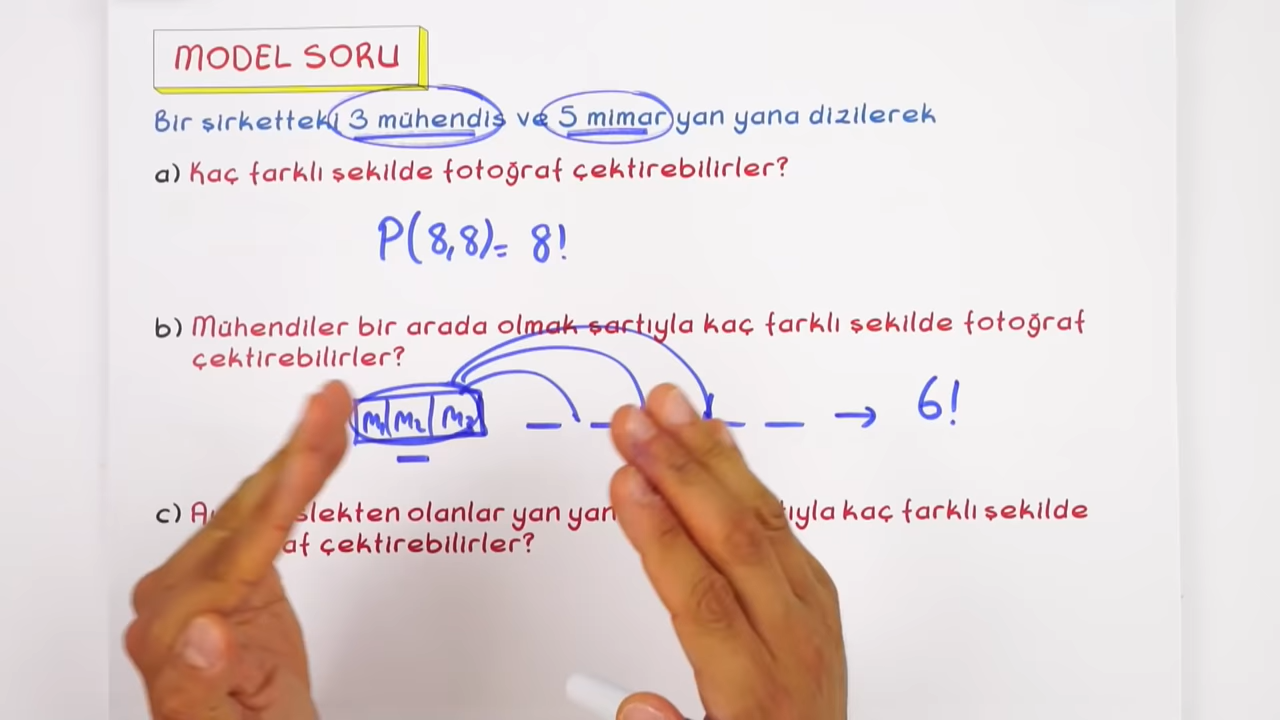 MODEL SORU
Bir şirketteki 3 mühendis ve 5 mimar yan yana dizilerek
a) Kaç farklı şekilde fotoğraf çektirebilirler?
P(8,8) = 8!
b) Mühendiler bir arada olmak şartıyla kaç farklı şekilde fotoğraf
çektirebilirler?
M₁ M₂ M₃ → 6!
c) olanlar yan kaç farklı şekilde
çektirebilirler?